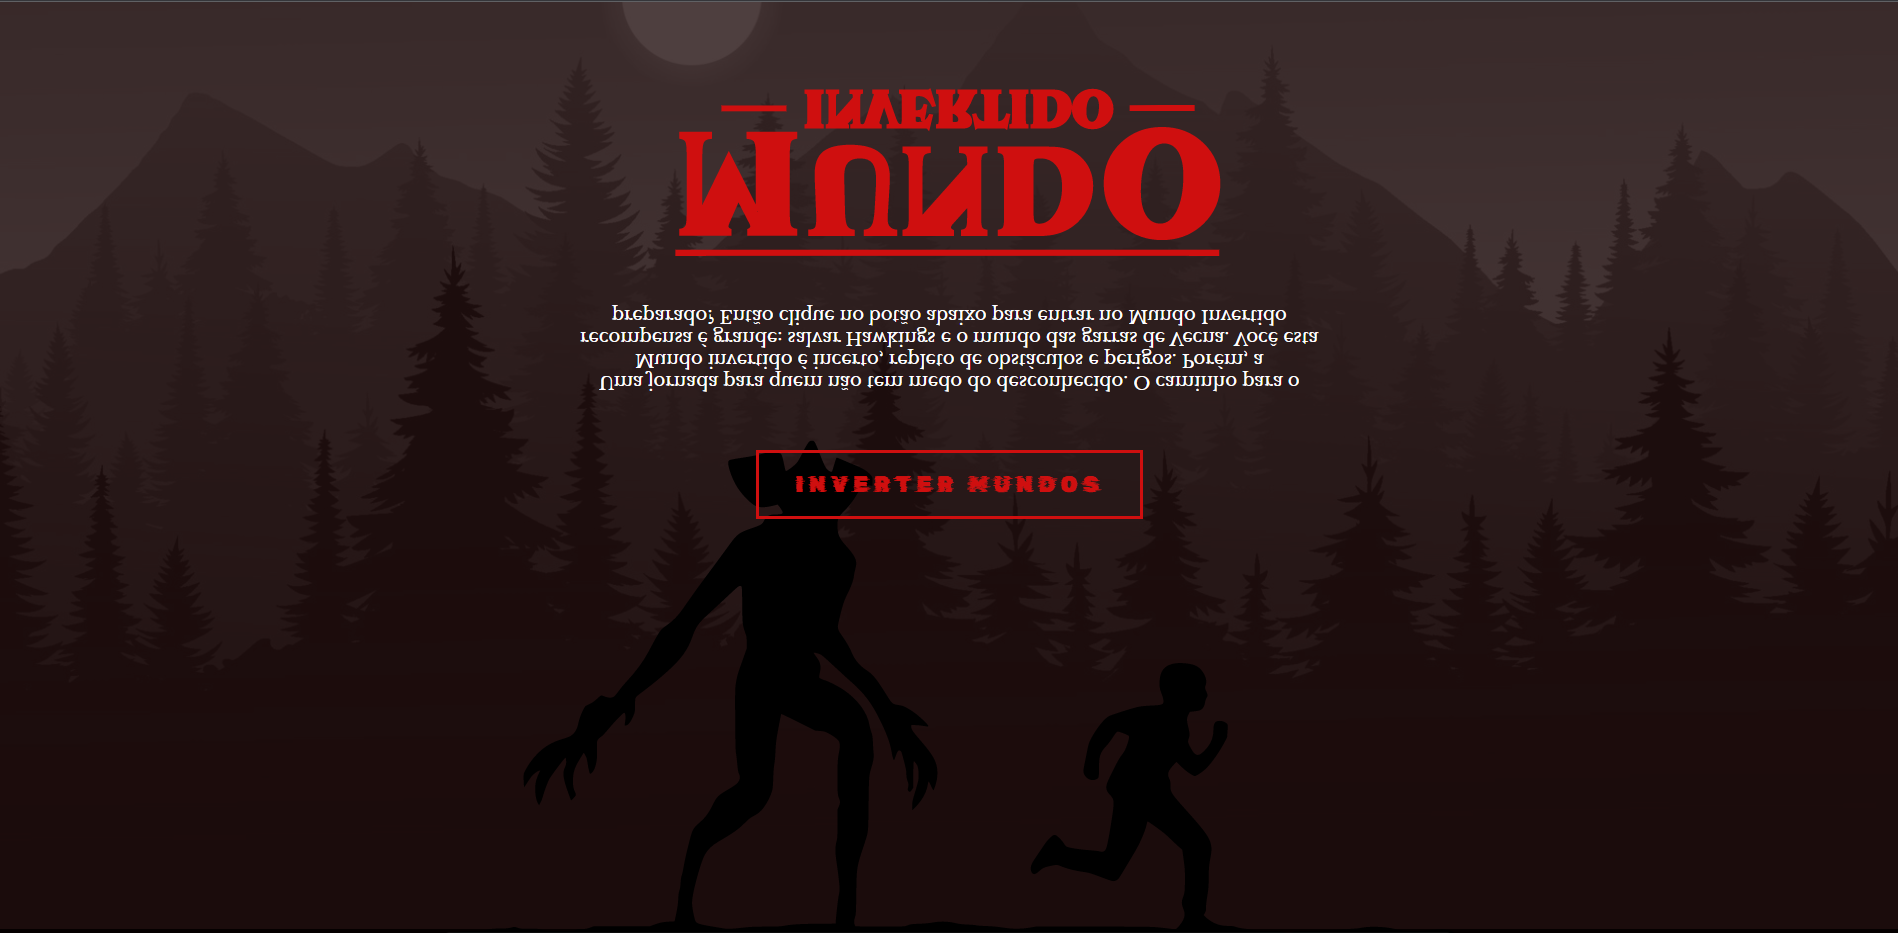 MUNDO
INVERTIDO
Uma jornada para quem não tem medo do desconhecido. O caminho para o
Mundo invertido é incerto, repleto de obstáculos e perigos. Porém, a
recompensa é grande: salvar Hawkings e o mundo das garras de Vecna. Você esta
preparado? Então clique no botão abaixo para entrar no Mundo Invertido
INVERTER MUNDOS